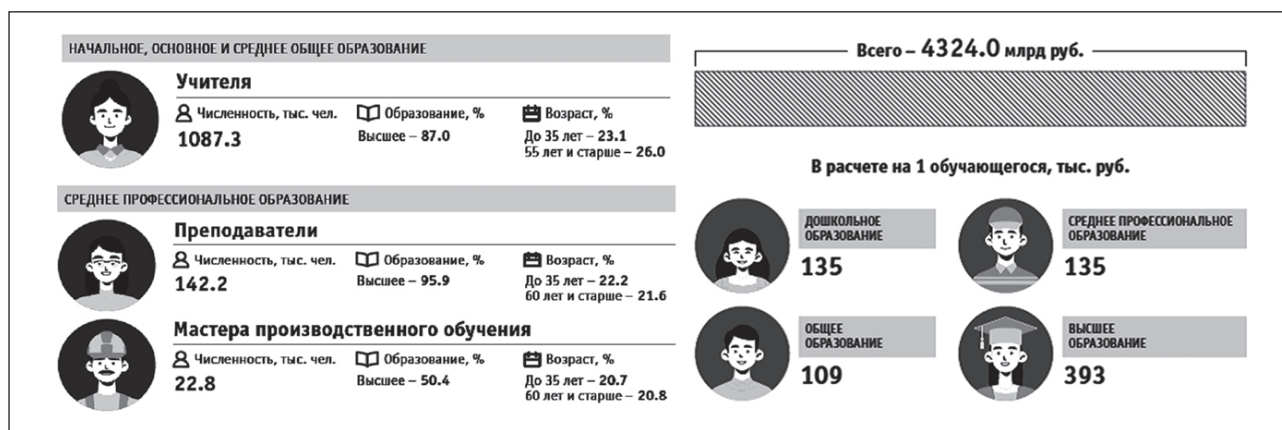 НАЧАЛЬНОЕ, ОСНОВНОЕ И СРЕДНЕЕ ОБЩЕЕ ОБРАЗОВАНИЕ
Учителя
Численность, тыс. чел.
1087.3
Образование, %
Высшее – 87.0
Возраст, %
До 35 лет – 23.1
55 лет и старше – 26.0
СРЕДНЕЕ ПРОФЕССИОНАЛЬНОЕ ОБРАЗОВАНИЕ
Преподаватели
Численность, тыс. чел.
142.2
Образование, %
Высшее – 95.9
Возраст, %
До 35 лет – 22.2
60 лет и старше – 21.6
Мастера производственного обучения
Численность, тыс. чел.
22.8
Образование, %
Высшее – 50.4
Возраст, %
До 35 лет – 20.7
60 лет и старше – 20.8
Всего – 4324.0 млрд руб.
В расчете на 1 обучающегося, тыс. руб.
ДОШКОЛЬНОЕ
ОБРАЗОВАНИЕ
135
СРЕДНЕЕ ПРОФЕССИОНАЛЬНОЕ
ОБРАЗОВАНИЕ
135
ОБЩЕЕ
ОБРАЗОВАНИЕ
109
ВЫСШЕЕ
ОБРАЗОВАНИЕ
393